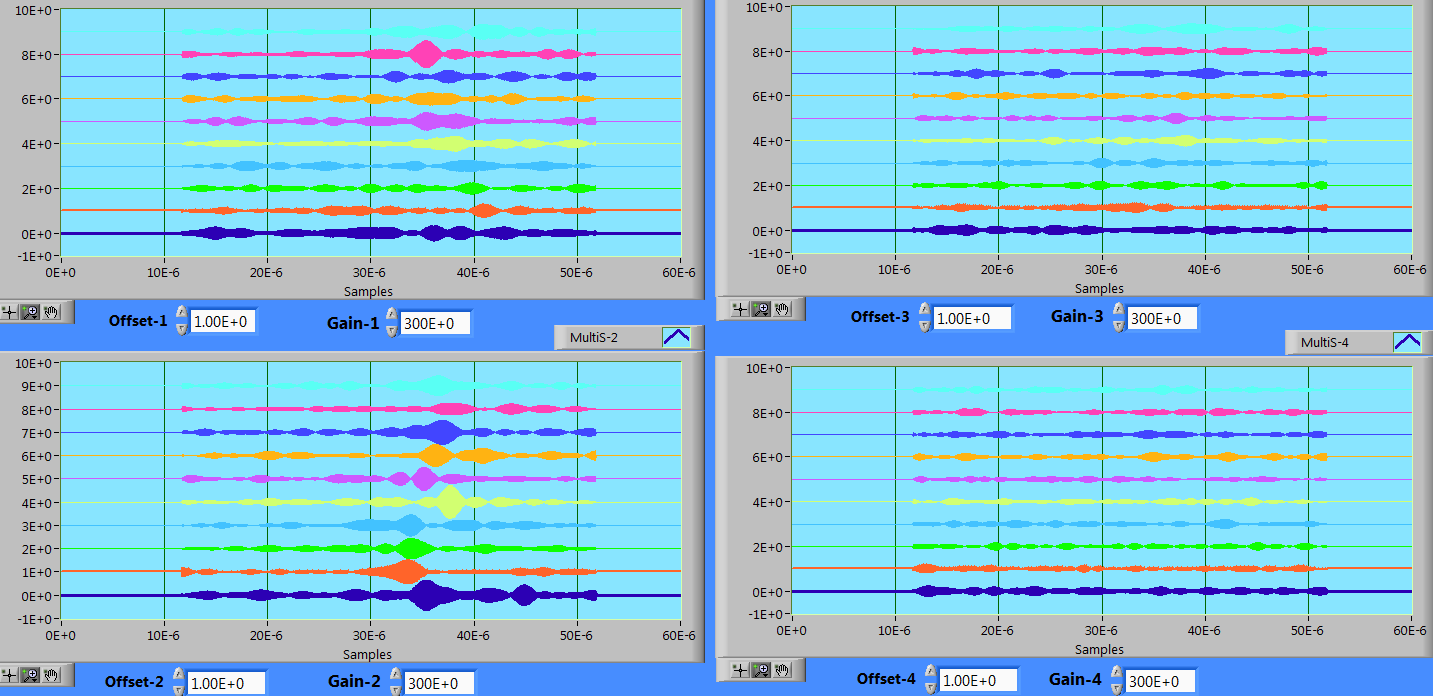 10E+0
8E+0
6E+0
4E+0
2E+0
0E+0
-1E+0
0E+0 10E-6 20E-6 30E-6 40E-6 50E-6 60E-6
Samples
Offset-1 1.00E+0 Gain-1 300E+0
MultiS-2
10E+0
8E+0
6E+0
4E+0
2E+0
0E+0
-1E+0
0E+0 10E-6 20E-6 30E-6 40E-6 50E-6 60E-6
Samples
Offset-3 1.00E+0 Gain-3 300E+0
MultiS-4
10E+0
9E+0
8E+0
7E+0
6E+0
5E+0
4E+0
3E+0
2E+0
1E+0
0E+0
-1E+0
0E+0 10E-6 20E-6 30E-6 40E-6 50E-6 60E-6
Samples
Offset-2 1.00E+0 Gain-2 300E+0
10E+0
8E+0
6E+0
4E+0
2E+0
0E+0
-1E+0
0E+0 10E-6 20E-6 30E-6 40E-6 50E-6 60E-6
Samples
Offset-4 1.00E+0 Gain-4 300E+0